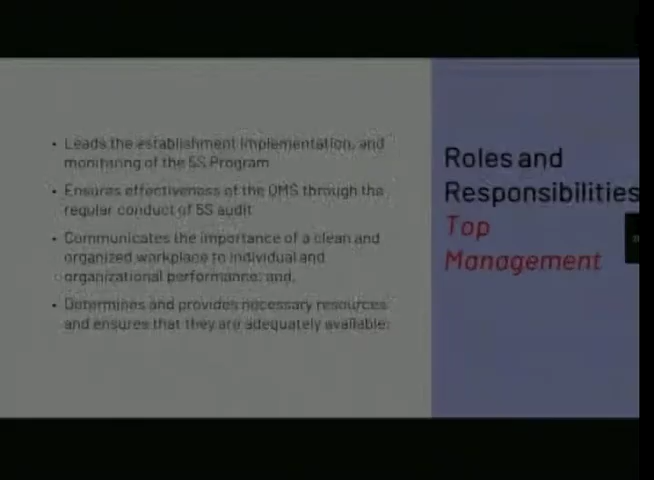 • Leads the establishment implementation, and
monitoring of the 5S Program
• Ensures effectiveness of the QMS through the
regular conduct of 5S audit
• Communicates the importance of a clean and
organized workplace to individual and
organizational performance; and,
• Determines and provides necessary resources
and ensures that they are adequately available.
Roles and
Responsibilities
Top
Management